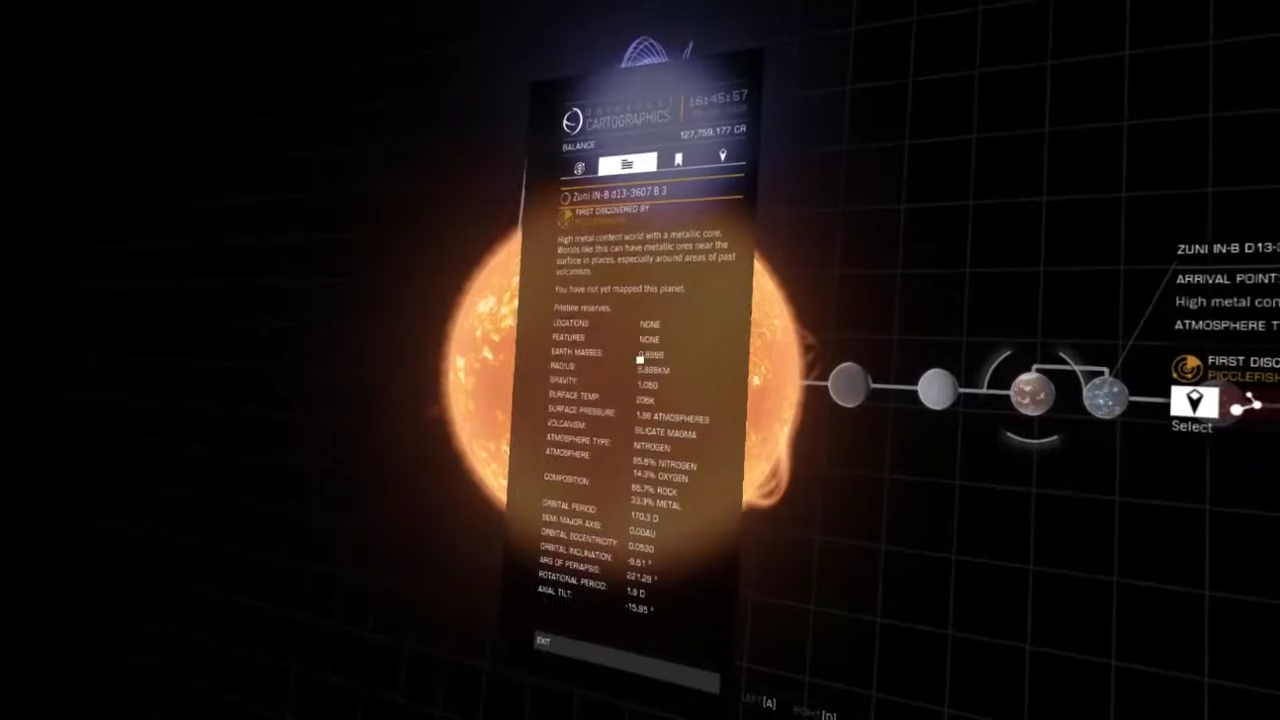 UNIVERSAL 16:45:57
CARTOGRAPHICS
127,759,177 CR
BALANCE
Zuni IN-B d13-3607 B 3
FIRST DISCOVERED BY
High metal content world with a metallic core.
Worlds like this can have metallic ores near the
surface in places, especially around areas of past
volcanism.
You have not yet mapped this planet.
Pristine reserves.
LOCATIONS NONE
FEATURES NONE
EARTH MASSES:
RADIUS:
GRAVITY: 1.06G
SURFACE TEMP: 206K
SURFACE PRESSURE: ATMOSPHERES
VOLCANISM: SILICATE MAGMA
ATMOSPHERE TYPE: NITROGEN
ATMOSPHERE: 85.6% NITROGEN
14.3% OXYGEN
COMPOSITION: 66.7% ROCK
33.3% METAL
ORBITAL PERIOD: 170.3 D
SEMI MAJOR AXIS: 0.00AU
ORBITAL ECCENTRICITY: 0.0530
ORBITAL INCLINATION:
ARG OF PERIAPSIS: 221.29 °
ROTATIONAL PERIOD: 1.9 D
AXIAL TILT: -15.95 °
EXIT
LEFT [A] RIGHT [D]
ZUNI IN-B D13-
ARRIVAL POINT:
High metal con
ATMOSPHERE T
FIRST DISC
PICCLEFISH
Select